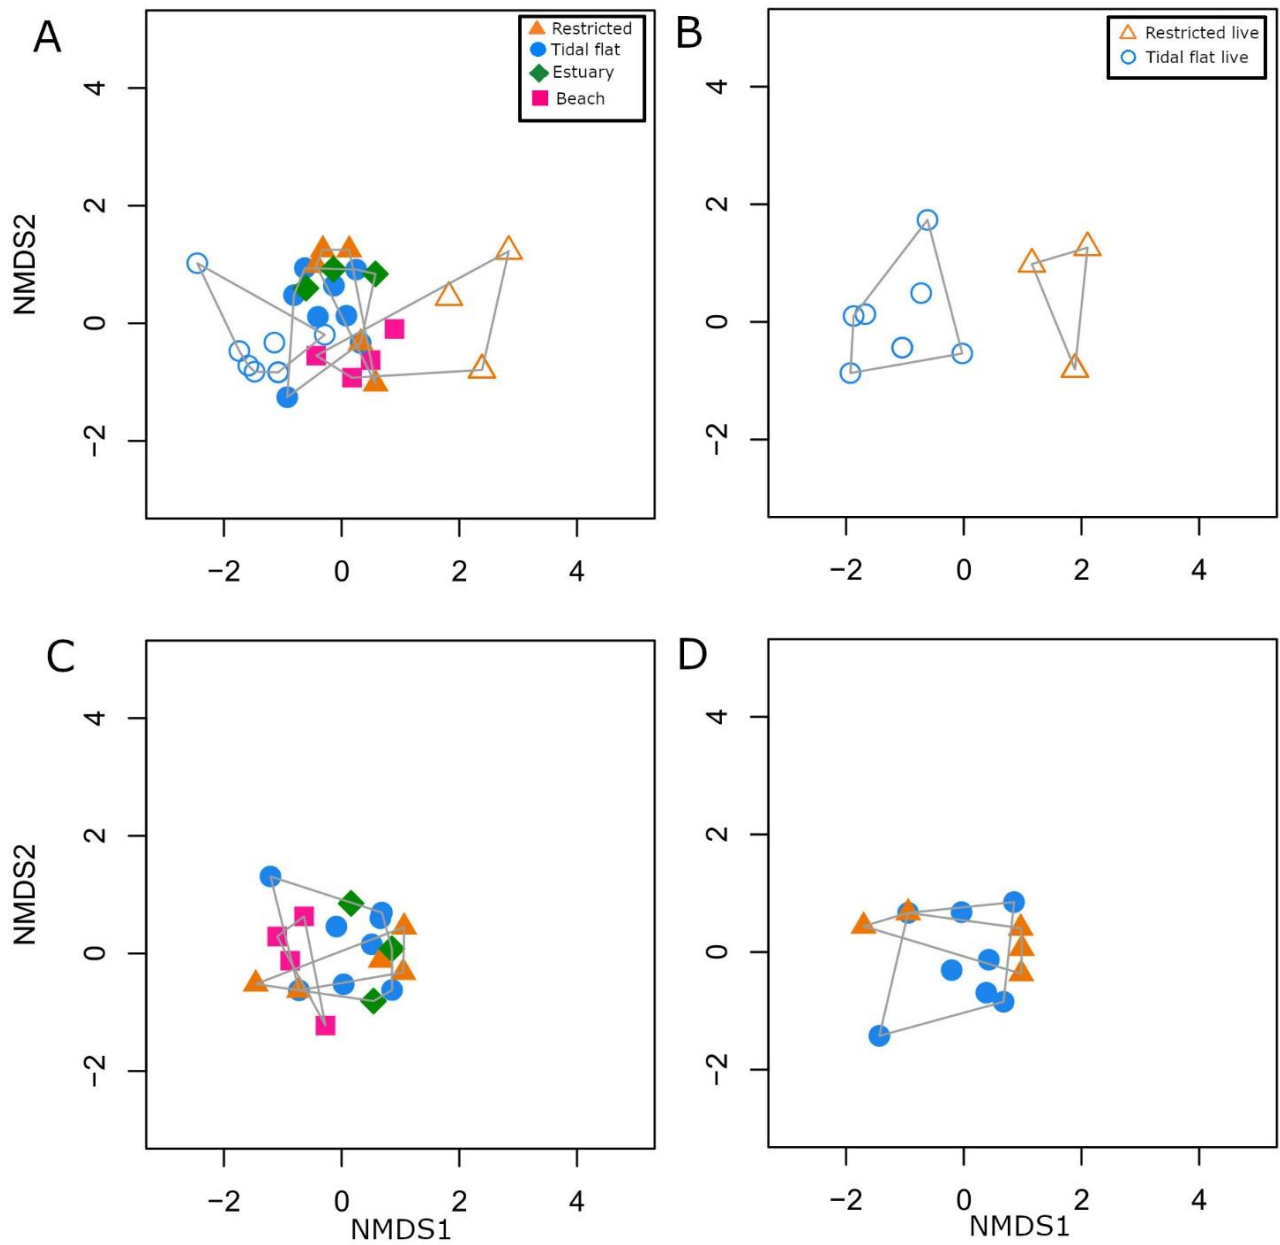 A
Restricted
Tidal flat
Estuary
Beach
NMDS2
4
2
0
−2
−2 0 2 4
B
Restricted live
Tidal flat live
4
2
0
−2
−2 0 2 4
C
NMDS2
4
2
0
−2
−2 0 2 4
NMDS1
D
4
2
0
−2
−2 0 2 4
NMDS1